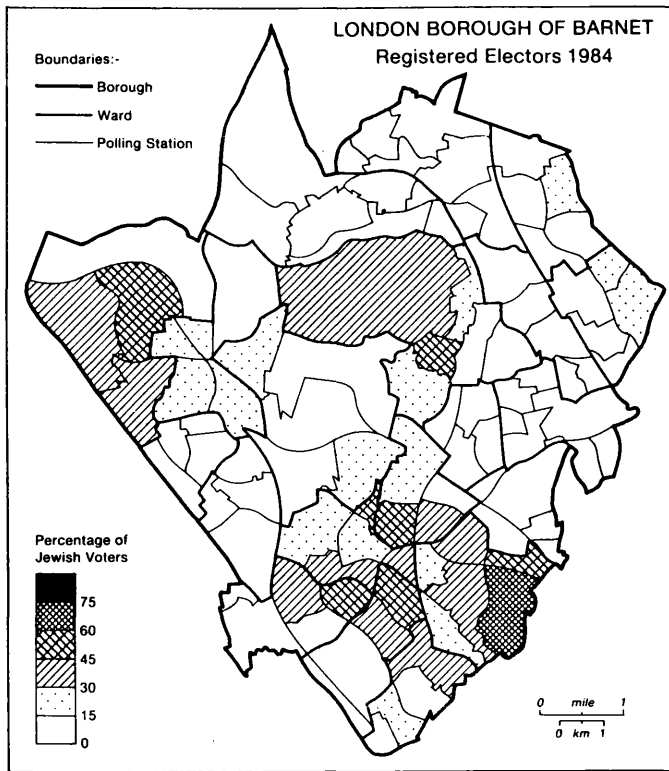 LONDON BOROUGH OF BARNET
Registered Electors 1984
Boundaries:-
Borough
Ward
Polling Station
Percentage of
Jewish Voters
75
60
45
30
15
0
0 mile 1
0 km 1